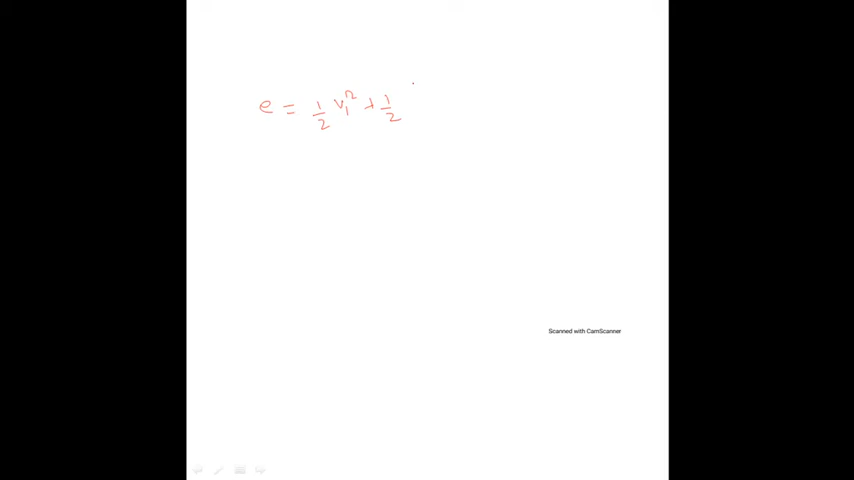 e = 1/2 v₁² + 1/2
Scanned with CamScanner